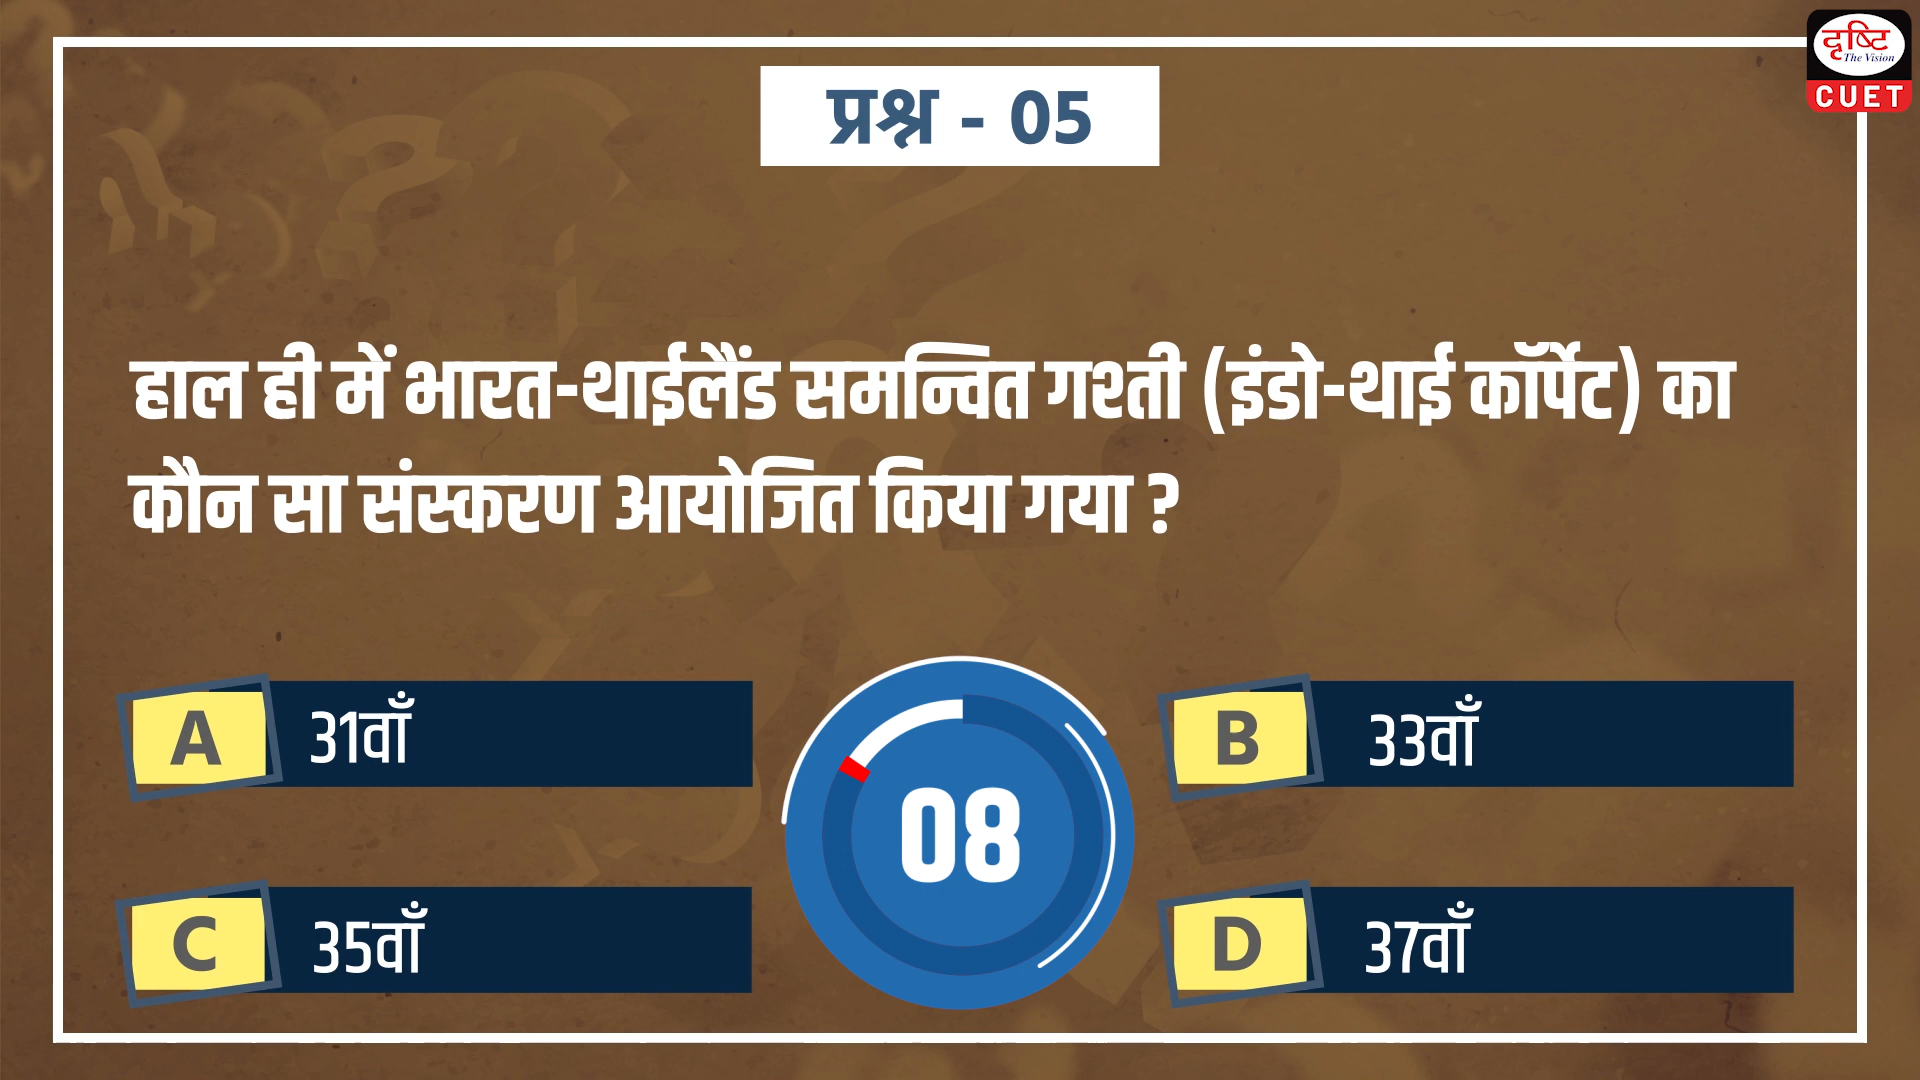 दृष्टि
The Vision
CUET
प्रश्न - 05
हाल ही में भारत-थाईलैंड समन्वित गश्ती (इंडो-थाई कॉर्पेट) का
कौन सा संस्करण आयोजित किया गया ?
A 31वाँ
B 33वाँ
08
C 35वाँ
D 37वाँ